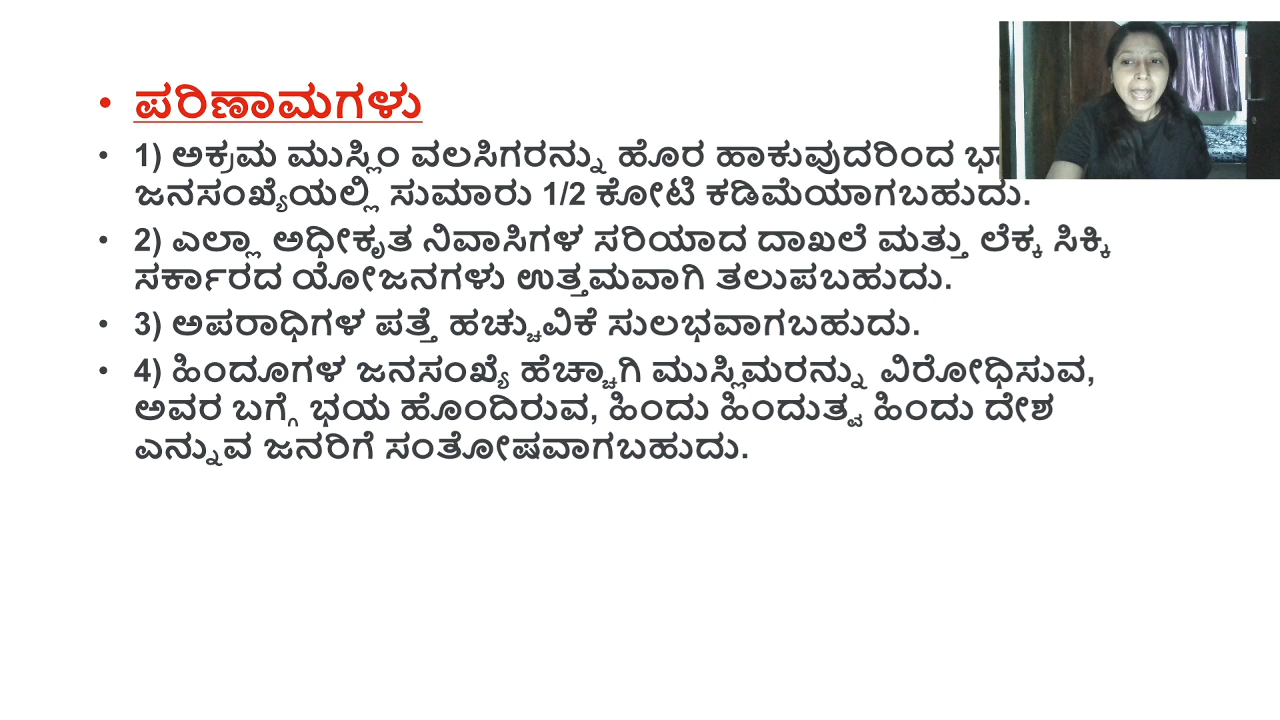 ಪರಿಣಾಮಗಳು
1) ಅಕ್ರಮ ಮುಸ್ಲಿಂ ವಲಸಿಗರನ್ನು ಹೊರ ಹಾಕುವುದರಿಂದ
ಜನಸಂಖ್ಯೆಯಲ್ಲಿ ಸುಮಾರು 1/2 ಕೋಟಿ ಕಡಿಮೆಯಾಗಬಹುದು.
2) ಎಲ್ಲಾ ಅಧೀಕೃತ ನಿವಾಸಿಗಳ ಸರಿಯಾದ ದಾಖಲೆ ಮತ್ತು ಲೆಕ್ಕ ಸಿಕ್ಕಿ
ಸರ್ಕಾರದ ಯೋಜನಗಳು ಉತ್ತಮವಾಗಿ ತಲುಪಬಹುದು.
3) ಅಪರಾಧಿಗಳ ಪತ್ತೆ ಹಚ್ಚುವಿಕೆ ಸುಲಭವಾಗಬಹುದು.
4) ಹಿಂದೂಗಳ ಜನಸಂಖ್ಯೆ ಹೆಚ್ಚಾಗಿ ಮುಸ್ಲಿಮರನ್ನು ವಿರೋಧಿಸುವ,
ಅವರ ಬಗ್ಗೆ ಭಯ ಹೊಂದಿರುವ, ಹಿಂದು ಹಿಂದುತ್ವ ಹಿಂದು ದೇಶ
ಎನ್ನುವ ಜನರಿಗೆ ಸಂತೋಷವಾಗಬಹುದು.